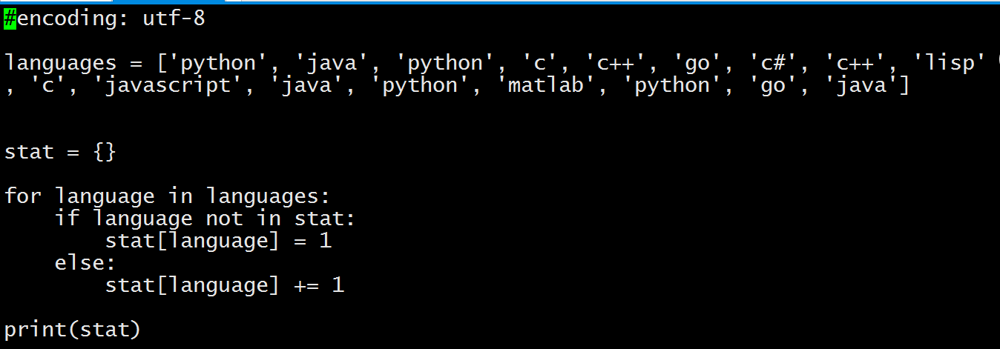 #encoding: utf-8
languages = ['python', 'java', 'python', 'c', 'c++', 'go', 'c#', 'c++', 'lisp'
, 'c', 'javascript', 'java', 'python', 'matlab', 'python', 'go', 'java']
stat = {}
for language in languages:
    if language not in stat:
        stat[language] = 1
    else:
        stat[language] += 1
print(stat)